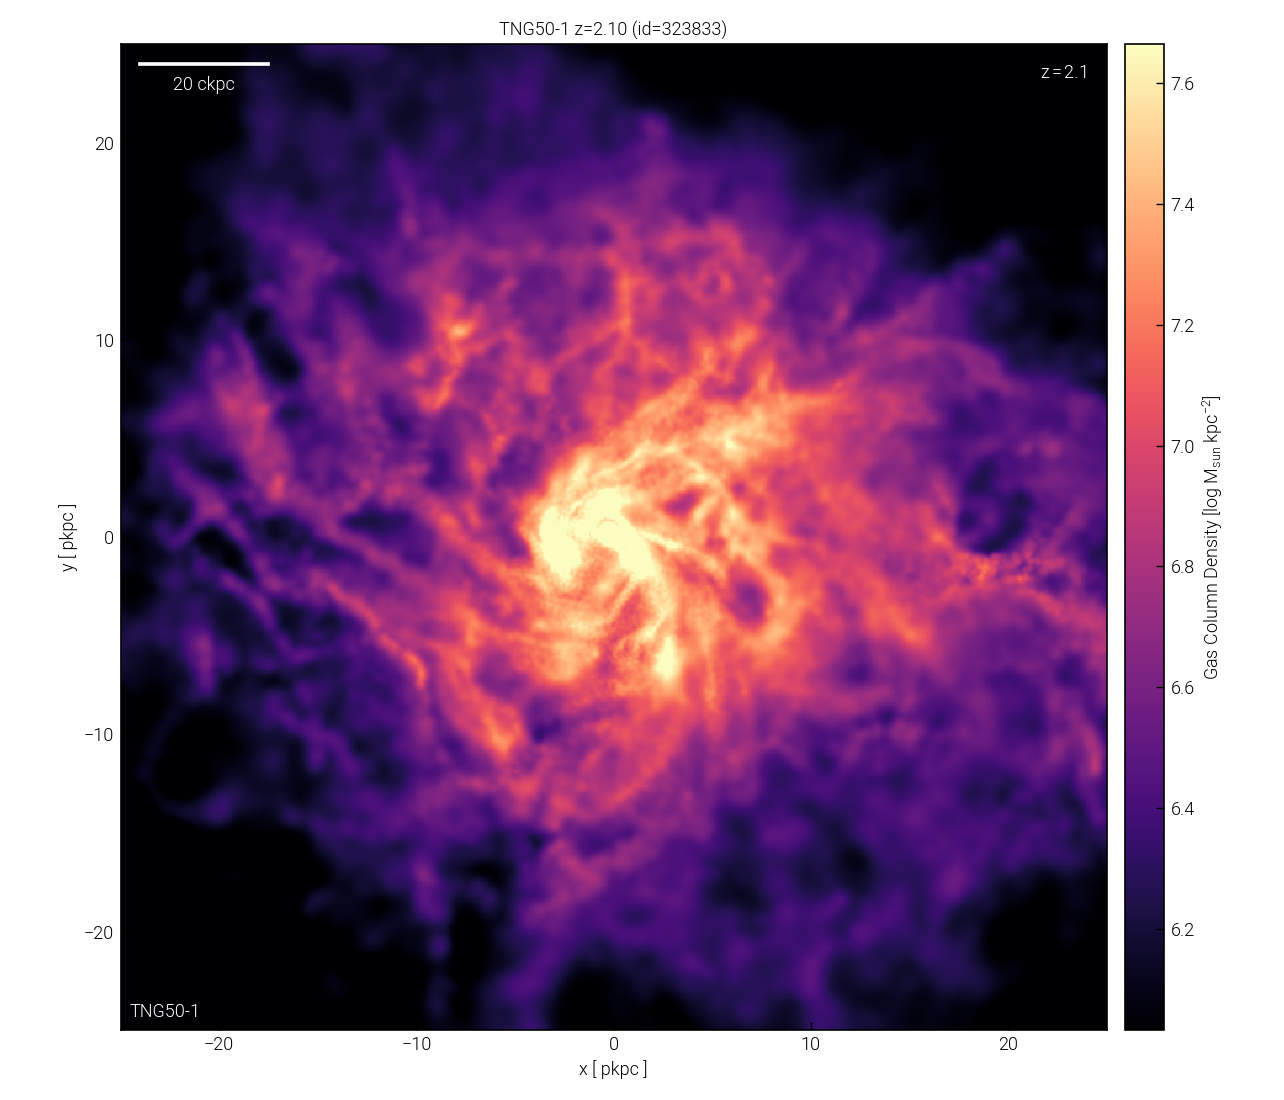 TNG50-1 z=2.10 (id=323833)
20 ckpc
z=2.1
TNG50-1
20
10
0
−10
−20
y [ pkpc ]
−20
−10
0
10
20
x [ pkpc ]
7.6
7.4
7.2
7.0
6.8
6.6
6.4
6.2
Gas Column Density [log M_sun kpc⁻²]